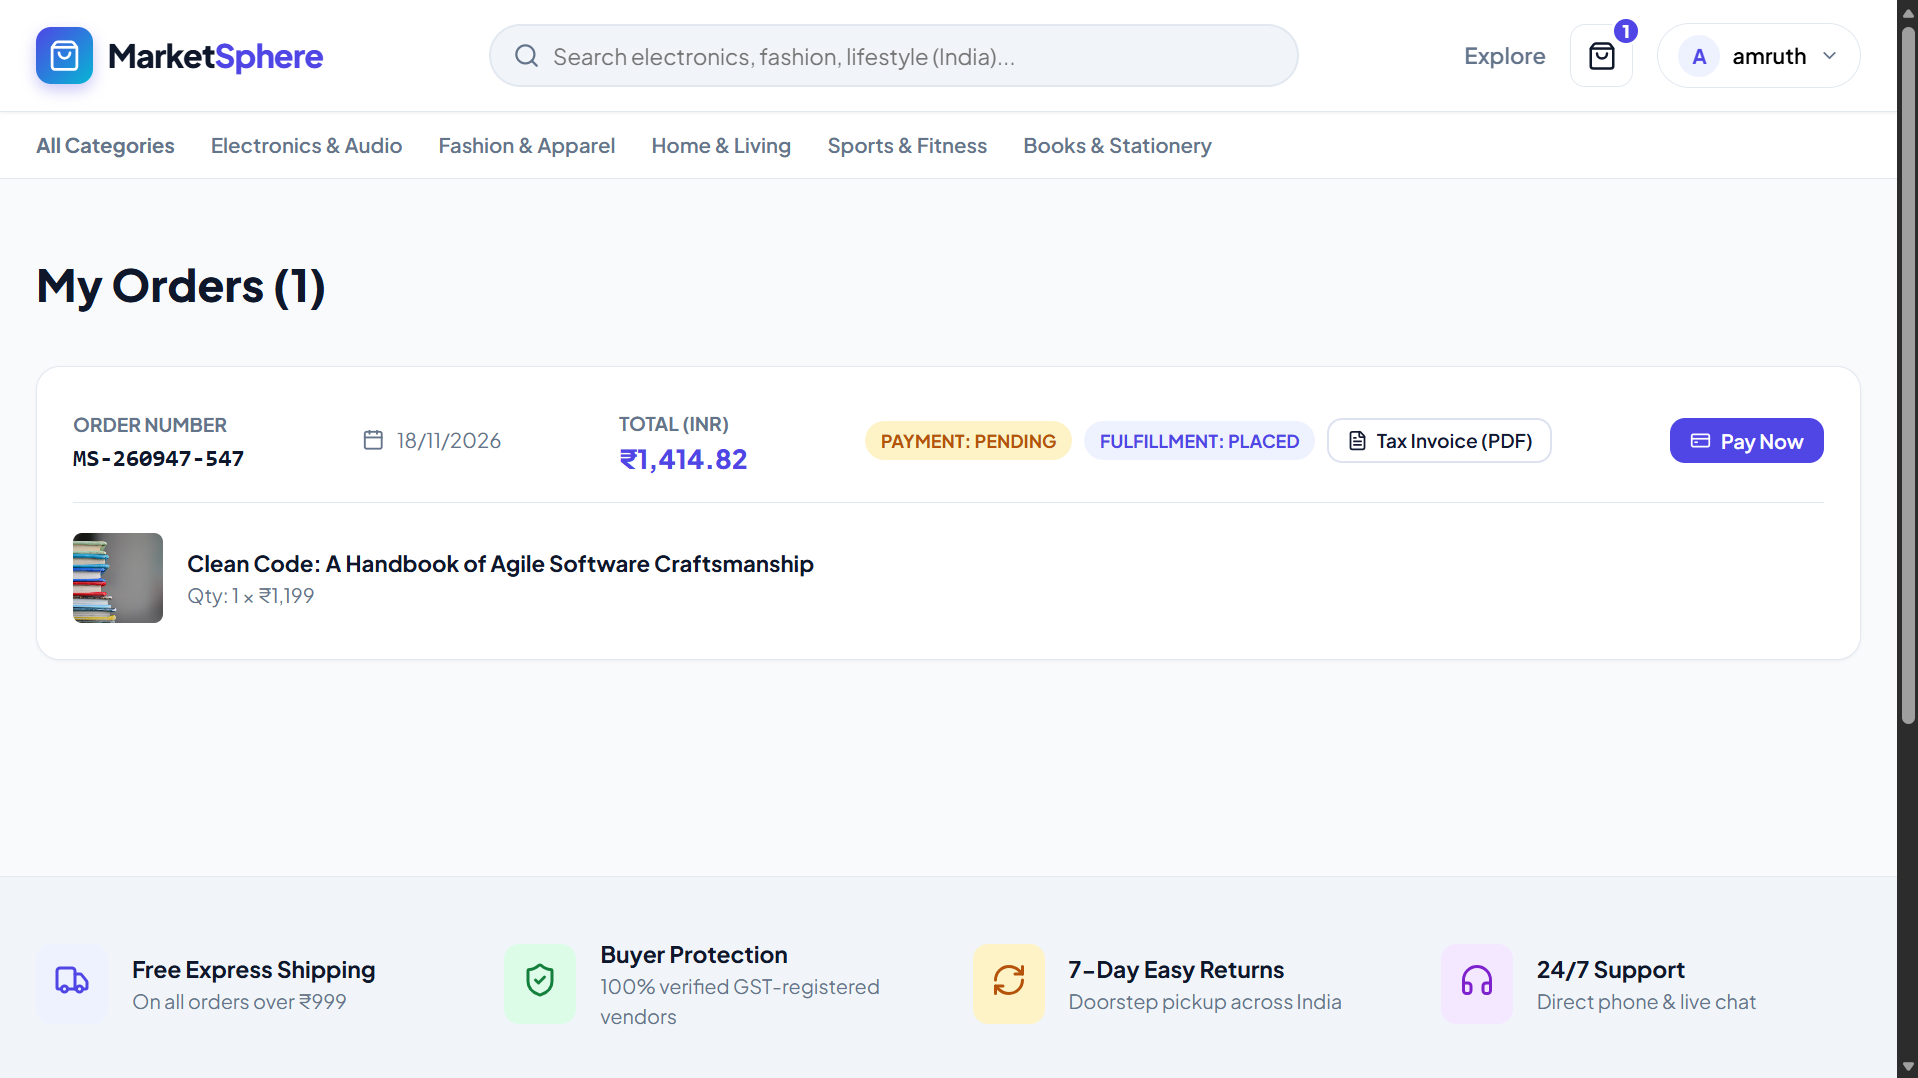 MarketSphere
Search electronics, fashion, lifestyle (India)...
Explore
1
A
amruth
All Categories
Electronics & Audio
Fashion & Apparel
Home & Living
Sports & Fitness
Books & Stationery
My Orders (1)
ORDER NUMBER
MS-260947-547
18/11/2026
TOTAL (INR)
₹1,414.82
PAYMENT: PENDING
FULFILLMENT: PLACED
Tax Invoice (PDF)
Pay Now
Clean Code: A Handbook of Agile Software Craftsmanship
Qty: 1 × ₹1,199
Free Express Shipping
On all orders over ₹999
Buyer Protection
100% verified GST-registered
vendors
7-Day Easy Returns
Doorstep pickup across India
24/7 Support
Direct phone & live chat